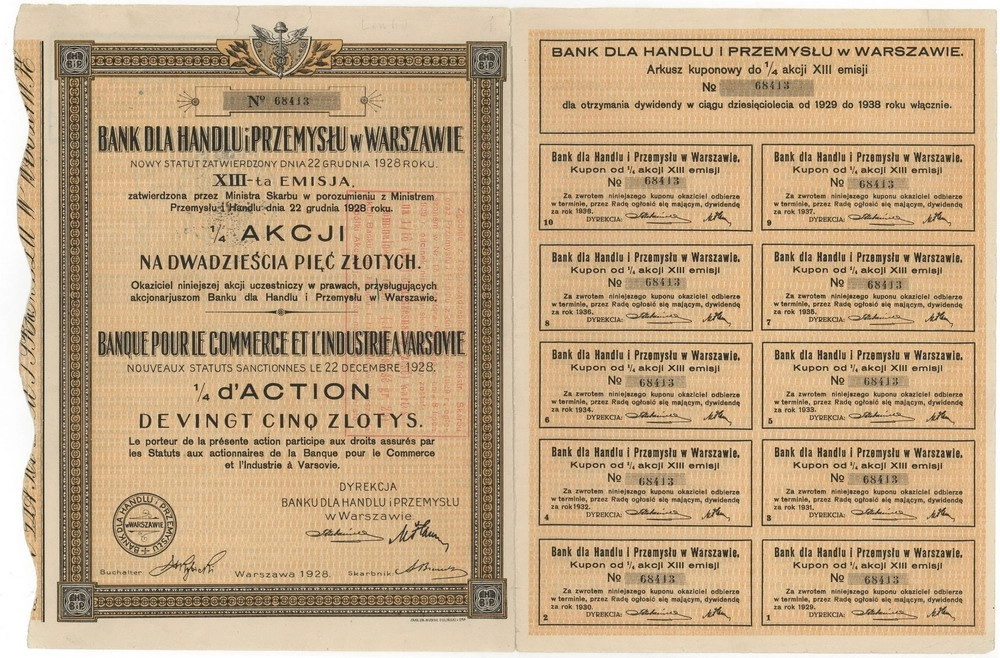 № 68413
BANK DLA HANDLU i PRZEMYSŁU w WARSZAWIE
NOWY STATUT ZATWIERDZONY DNIA 22 GRUDNIA 1928 ROKU.
XIII-ta EMISJA,
zatwierdzona przez Ministra Skarbu w porozumieniu z Ministrem
Przemysłu i Handlu dnia 22 grudnia 1928 roku.
1/4 AKCJI
NA DWADZIEŚCIA PIĘĆ ZŁOTYCH.
Okaziciel niniejszej akcji uczestniczy w prawach, przysługujących
akcjonarjuszom Banku dla Handlu i Przemysłu w Warszawie.
BANQUE POUR LE COMMERCE ET L'INDUSTRIE A VARSOVIE
NOUVEAUX STATUTS SANCTIONNES LE 22 DECEMBRE 1928.
1/4 d'ACTION
DE VINGT CINQ ZLOTYS.
Le porteur de la présente action participe aux droits assurés par
les Statuts aux actionnaires de la Banque pour le Commerce
et l'Industrie à Varsovie.
DYREKCJA
BANKU DLA HANDLU i PRZEMYSŁU
w Warszawie
BANK DLA HANDLU i PRZEMYSŁU
w WARSZAWIE
Buchalter
Warszawa 1928.
Skarbnik
BANK DLA HANDLU I PRZEMYSŁU w WARSZAWIE.
Arkusz kuponowy do 1/4 akcji XIII emisji
№ 68413
dla otrzymania dywidendy w ciągu dziesięciolecia od 1929 do 1938 roku włącznie.
Bank dla Handlu i Przemysłu w Warszawie.
Kupon od 1/4 akcji XIII emisji
№ 68413
Za zwrotem niniejszego kuponu okaziciel odbierze
w terminie, przez Radę ogłosić się mającym, dywidendę
za rok 1938.
DYREKCJA:
10
Bank dla Handlu i Przemysłu w Warszawie.
Kupon od 1/4 akcji XIII emisji
№ 68413
Za zwrotem niniejszego kuponu okaziciel odbierze
w terminie, przez Radę ogłosić się mającym, dywidendę
za rok 1937.
DYREKCJA:
9
Bank dla Handlu i Przemysłu w Warszawie.
Kupon od 1/4 akcji XIII emisji
№ 68413
Za zwrotem niniejszego kuponu okaziciel odbierze
w terminie, przez Radę ogłosić się mającym, dywidendę
za rok 1936.
DYREKCJA:
8
Bank dla Handlu i Przemysłu w Warszawie.
Kupon od 1/4 akcji XIII emisji
№ 68413
Za zwrotem niniejszego kuponu okaziciel odbierze
w terminie, przez Radę ogłosić się mającym, dywidendę
za rok 1935.
DYREKCJA:
7
Bank dla Handlu i Przemysłu w Warszawie.
Kupon od 1/4 akcji XIII emisji
№ 68413
Za zwrotem niniejszego kuponu okaziciel odbierze
w terminie, przez Radę ogłosić się mającym, dywidendę
za rok 1934.
DYREKCJA:
6
Bank dla Handlu i Przemysłu w Warszawie.
Kupon od 1/4 akcji XIII emisji
№ 68413
Za zwrotem niniejszego kuponu okaziciel odbierze
w terminie, przez Radę ogłosić się mającym, dywidendę
za rok 1933.
DYREKCJA:
5
Bank dla Handlu i Przemysłu w Warszawie.
Kupon od 1/4 akcji XIII emisji
№ 68413
Za zwrotem niniejszego kuponu okaziciel odbierze
w terminie, przez Radę ogłosić się mającym, dywidendę
za rok 1932.
DYREKCJA:
4
Bank dla Handlu i Przemysłu w Warszawie.
Kupon od 1/4 akcji XIII emisji
№ 68413
Za zwrotem niniejszego kuponu okaziciel odbierze
w terminie, przez Radę ogłosić się mającym, dywidendę
za rok 1931.
DYREKCJA:
3
Bank dla Handlu i Przemysłu w Warszawie.
Kupon od 1/4 akcji XIII emisji
№ 68413
Za zwrotem niniejszego kuponu okaziciel odbierze
w terminie, przez Radę ogłosić się mającym, dywidendę
za rok 1930.
DYREKCJA:
2
Bank dla Handlu i Przemysłu w Warszawie.
Kupon od 1/4 akcji XIII emisji
№ 68413
Za zwrotem niniejszego kuponu okaziciel odbierze
w terminie, przez Radę ogłosić się mającym, dywidendę
za rok 1929.
DYREKCJA:
1